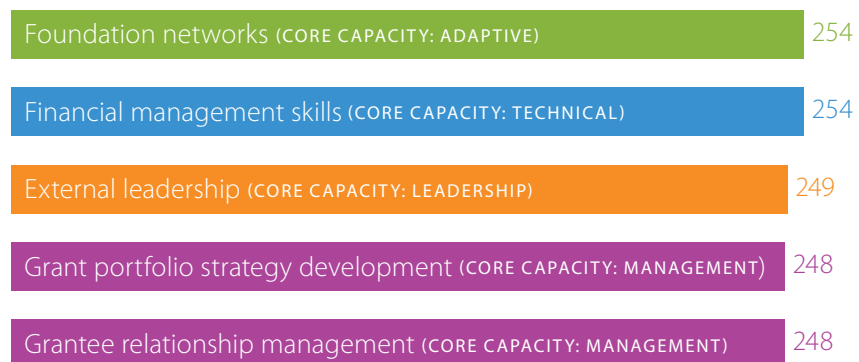 Foundation networks (CORE CAPACITY: ADAPTIVE) 254
Financial management skills (CORE CAPACITY: TECHNICAL) 254
External leadership (CORE CAPACITY: LEADERSHIP) 249
Grant portfolio strategy development (CORE CAPACITY: MANAGEMENT) 248
Grantee relationship management (CORE CAPACITY: MANAGEMENT) 248